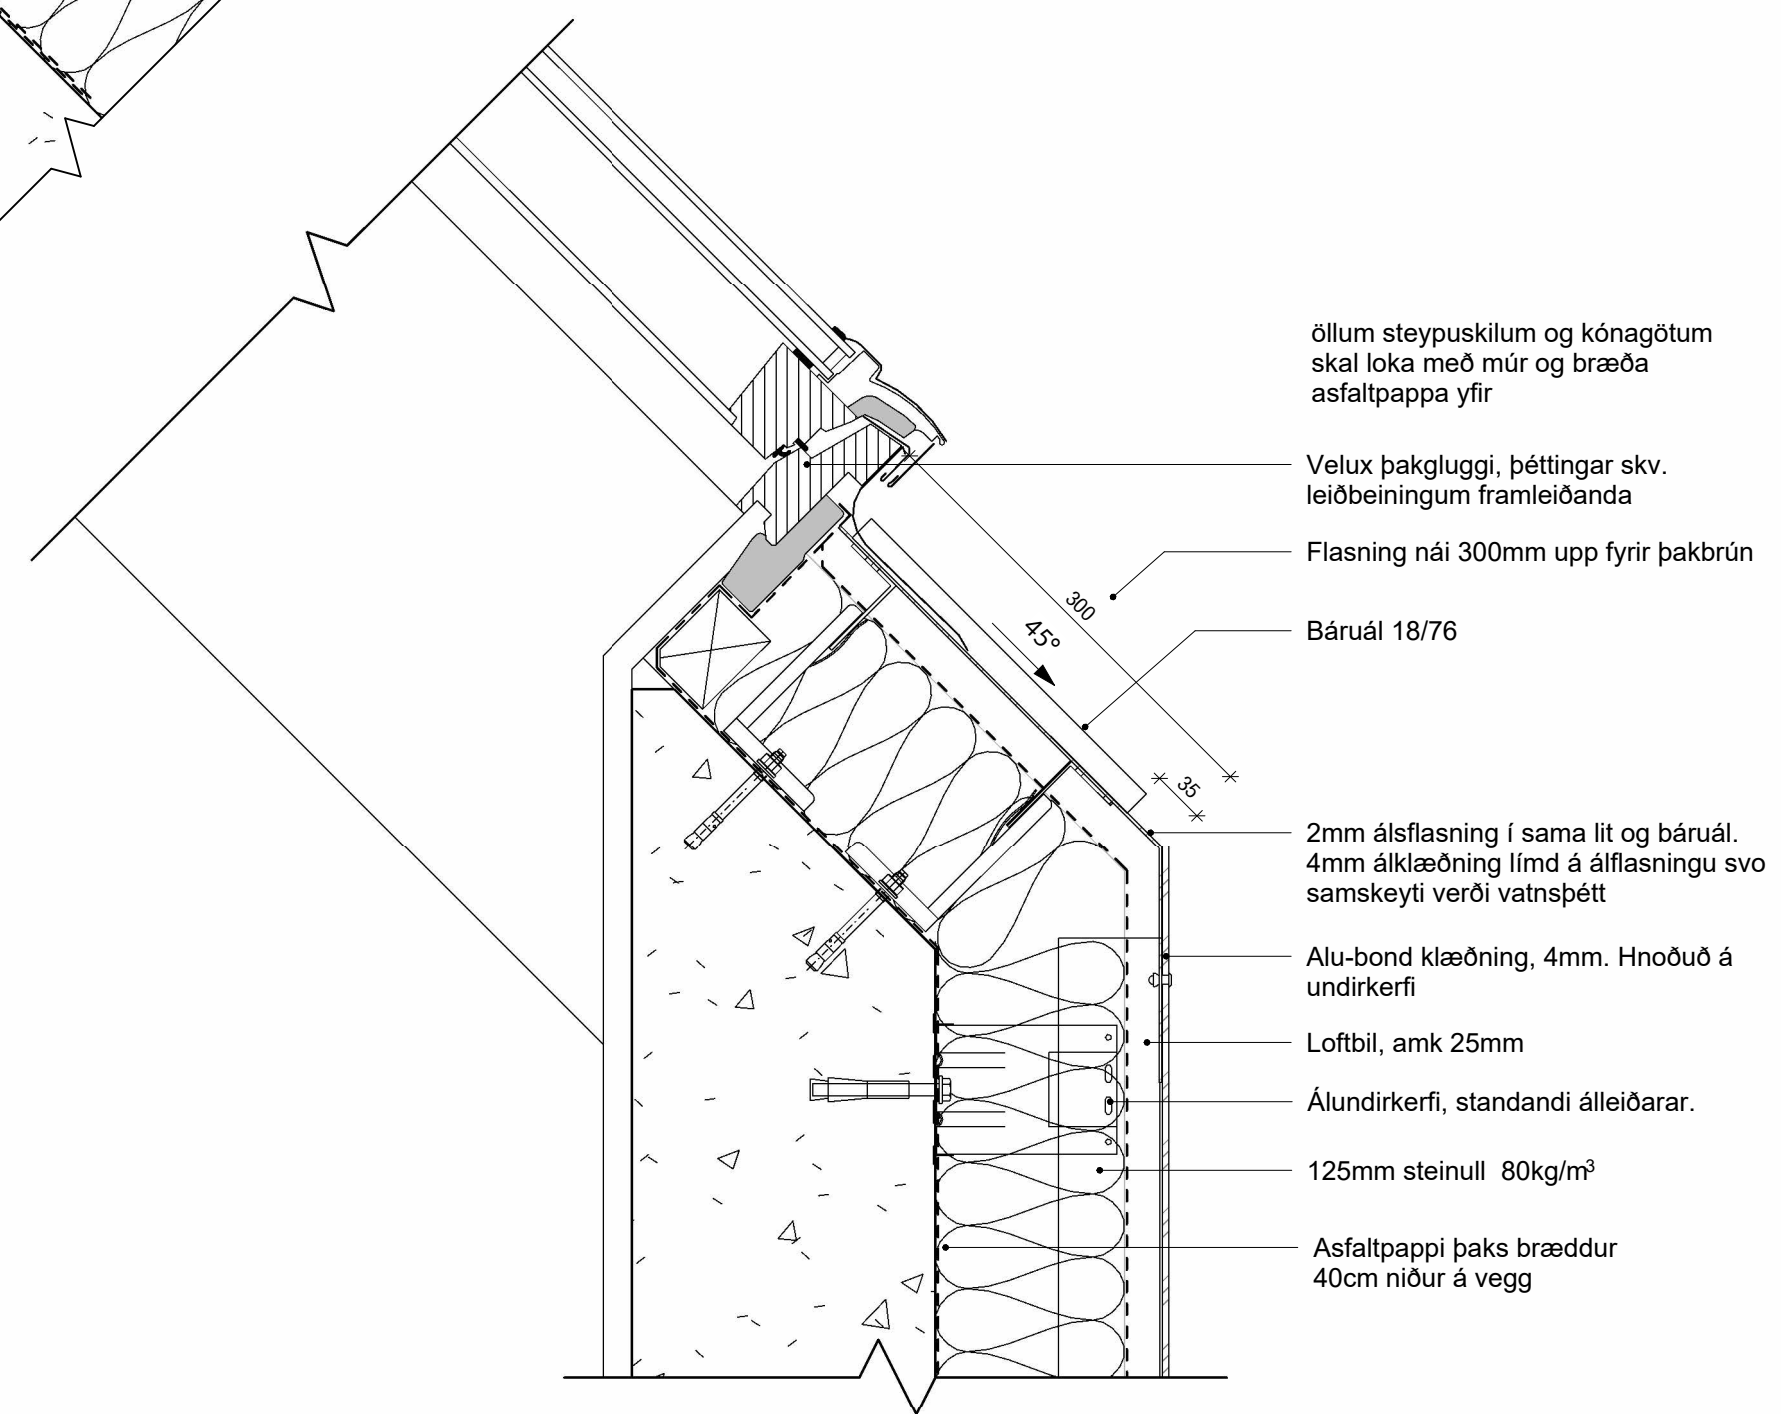 öllum steypuskilum og kónagötum
skal loka með múr og bræða
asfaltpappa yfir
Velux þakgluggi, þéttingar skv.
leiðbeiningum framleiðanda
Flasning nái 300mm upp fyrir þakbrún
300
45°
Báruál 18/76
35
2mm álsflasning í sama lit og báruál.
4mm álklæðning límd á álflasningu svo
samskeyti verði vatnsþétt
Alu-bond klæðning, 4mm. Hnoðuð á
undirkerfi
Loftbil, amk 25mm
Álundirkerfi, standandi álleiðarar.
125mm steinull  80kg/m³
Asfaltpappi þaks bræddur
40cm niður á vegg